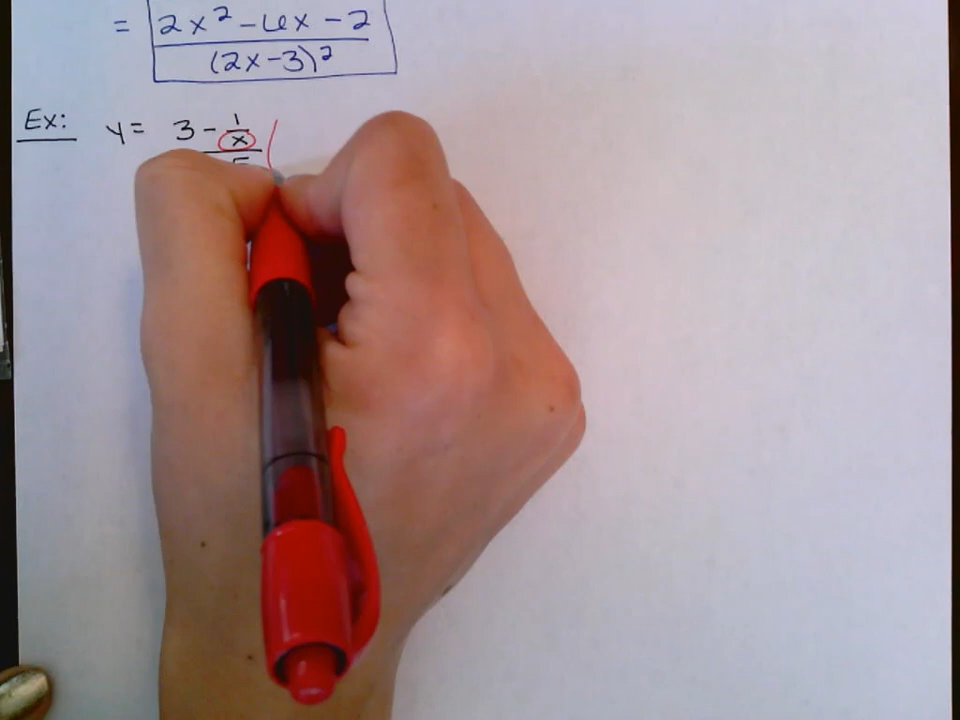 = 2x² - 6x - 2
(2x-3)²
Ex: y = 3 - 1/x